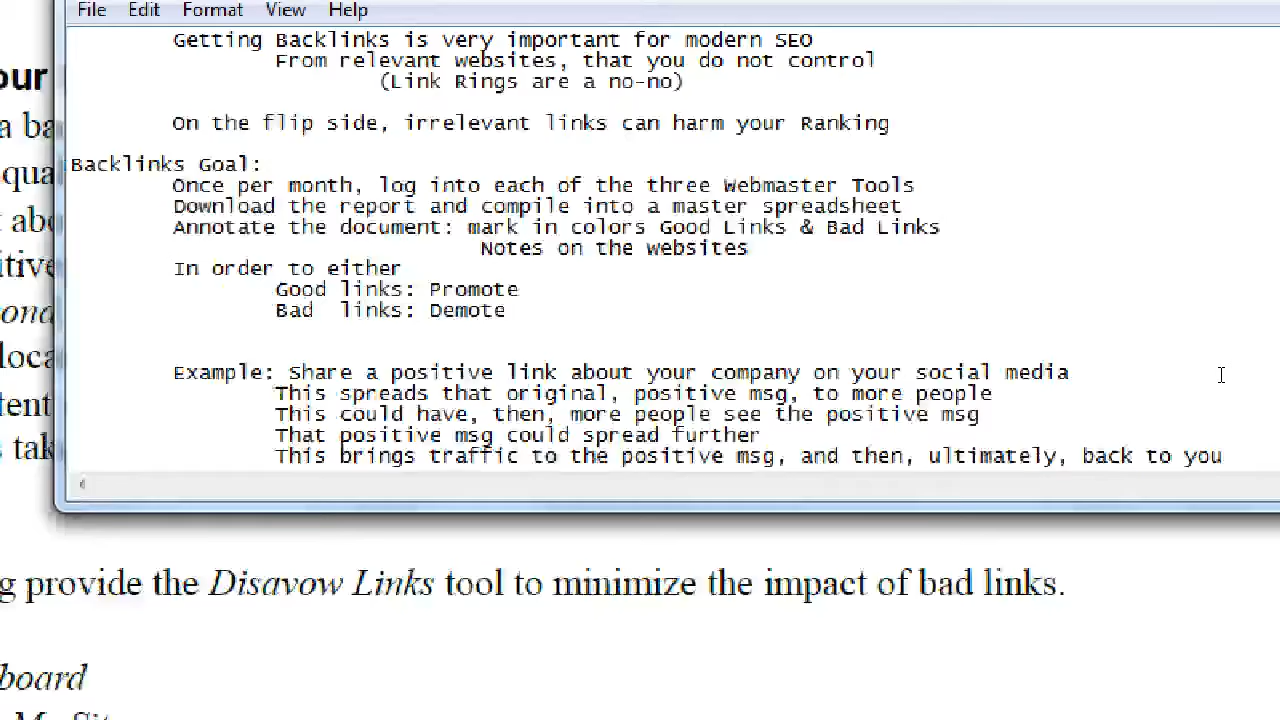 File Edit Format View Help
Getting Backlinks is very important for modern SEO
From relevant websites, that you do not control
(Link Rings are a no-no)
On the flip side, irrelevant links can harm your Ranking
Backlinks Goal:
Once per month, log into each of the three Webmaster Tools
Download the report and compile into a master spreadsheet
Annotate the document: mark in colors Good Links & Bad Links
Notes on the websites
In order to either
Good links: Promote
Bad links: Demote
Example: Share a positive link about your company on your social media
This spreads that original, positive msg, to more people
This could have, then, more people see the positive msg
That positive msg could spread further
This brings traffic to the positive msg, and then, ultimately, back to you
provide the Disavow Links tool to minimize the impact of bad links.